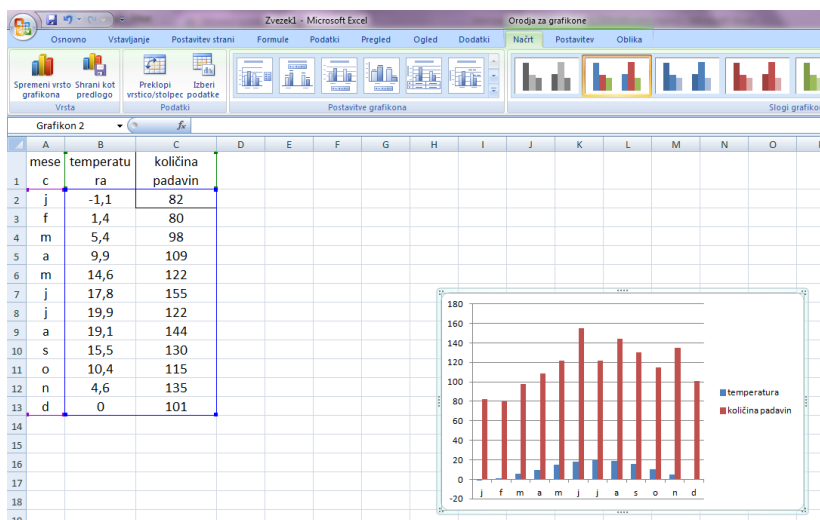 Zvezek1 - Microsoft Excel
Orodja za grafikone
Osnovno Vstavljanje Postavitev strani Formule Podatki Pregled Ogled Dodatki Načrt Postavitev Oblika
Spremeni vrsto grafikona
Shrani kot predlogo
Preklopi vrstico/stolpec
Izberi podatke
Vrsta Podatki Postavitve grafikona Slogi grafikonov
Grafikon 2 fx
A B C D E F G H I J K L M N O
1 mesec temperatura količina padavin
2 j -1,1 82
3 f 1,4 80
4 m 5,4 98
5 a 9,9 109
6 m 14,6 122
7 j 17,8 155
8 j 19,9 122
9 a 19,1 144
10 s 15,5 130
11 o 10,4 115
12 n 4,6 135
13 d 0 101
14
15
16
17
18
180
160
140
120
100
80
60
40
20
0
-20
j f m a m j j a s o n d
temperatura
količina padavin